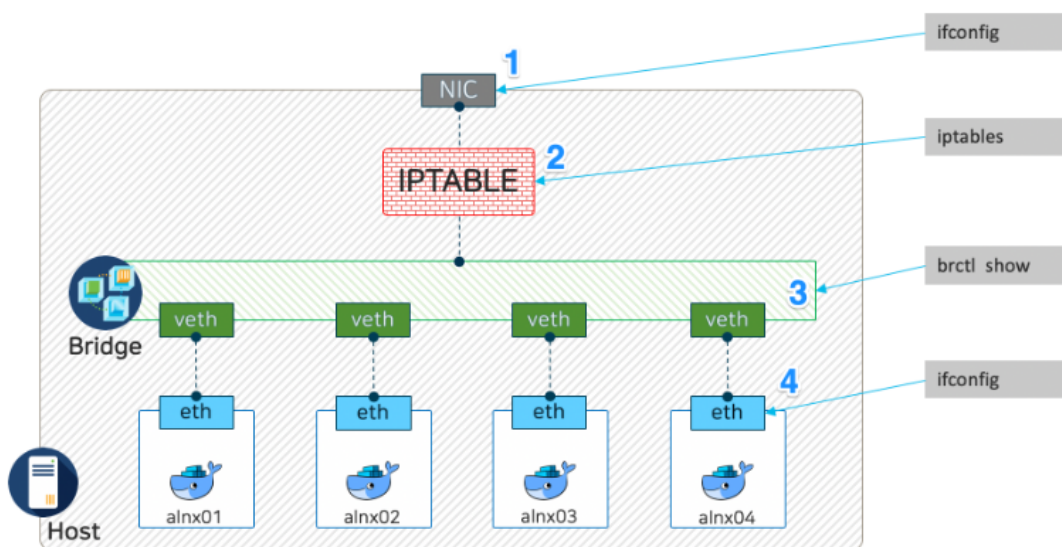 ifconfig
1
NIC
iptables
2
IPTABLE
brctl show
3
veth veth veth veth
Bridge
ifconfig
4
eth eth eth eth
alnx01 alnx02 alnx03 alnx04
Host